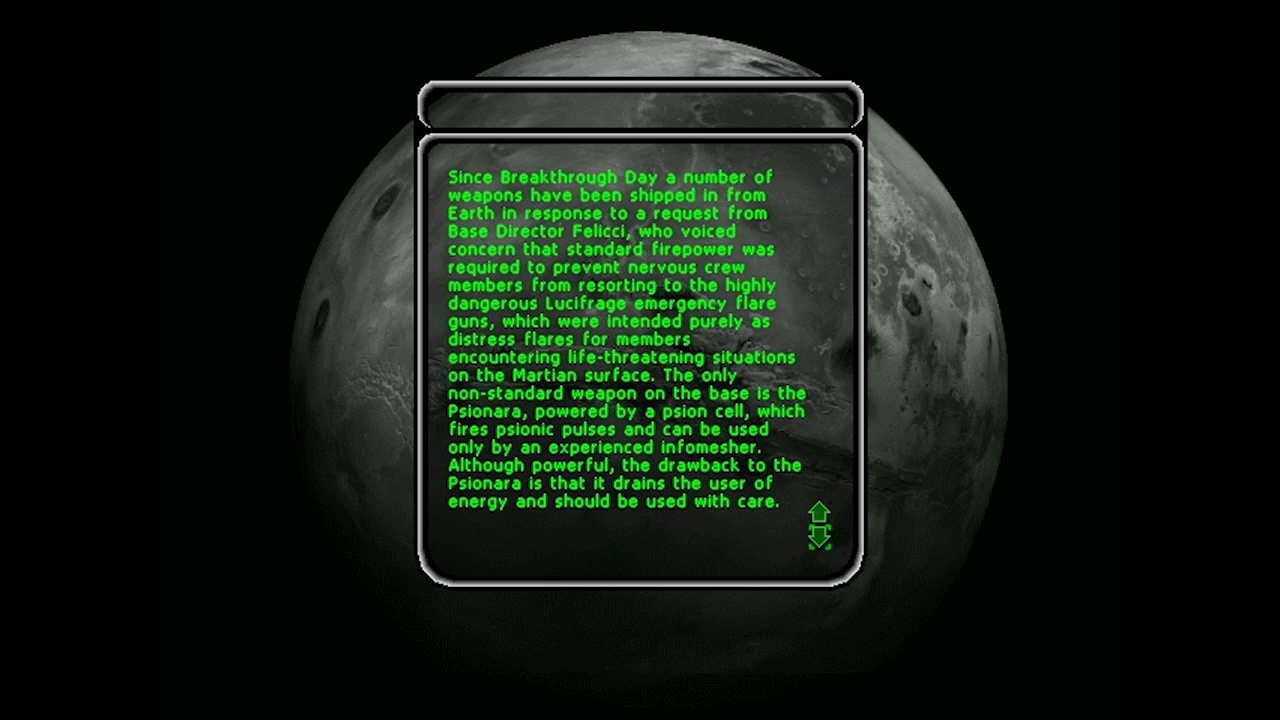 Since Breakthrough Day a number of
weapons have been shipped in from
Earth in response to a request from
Base Director Felicci, who voiced
concern that standard firepower was
required to prevent nervous crew
members from resorting to the highly
dangerous Lucifrage emergency flare
guns, which were intended purely as
distress flares for members
encountering life-threatening situations
on the Martian surface. The only
non-standard weapon on the base is the
Psionara, powered by a psion cell, which
fires psionic pulses and can be used
only by an experienced infomesher.
Although powerful, the drawback to the
Psionara is that it drains the user of
energy and should be used with care.